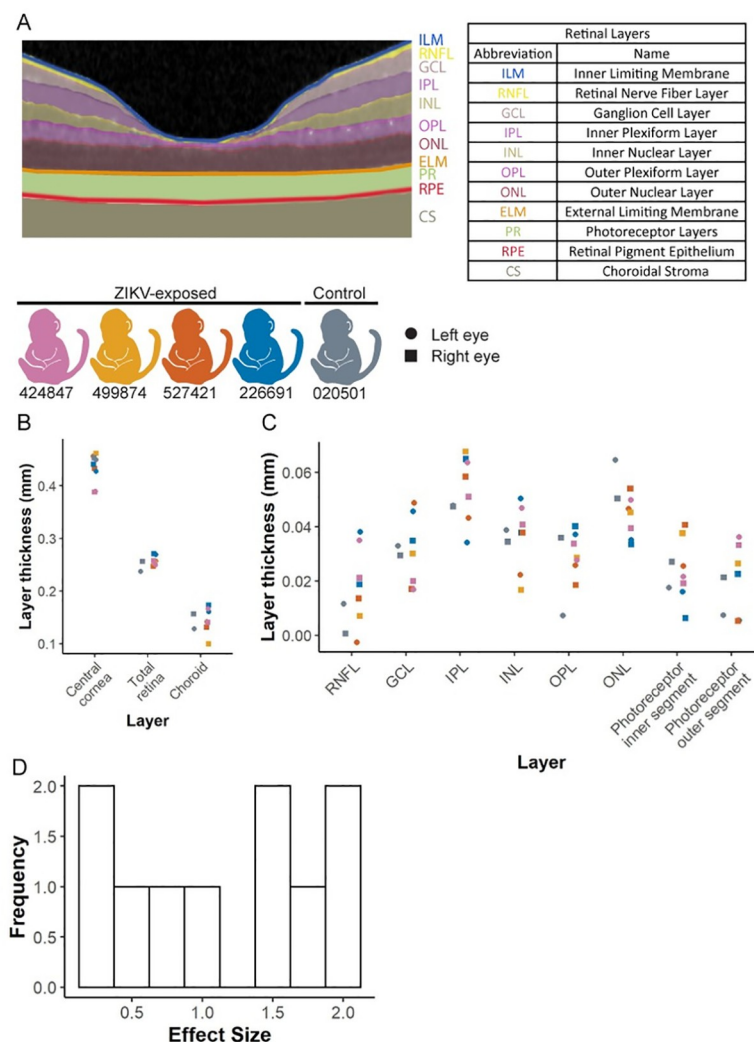 A
ILM
RNFL
GCL
IPL
INL
OPL
ONL
ELM
PR
RPE
CS
Retinal Layers
Abbreviation Name
ILM Inner Limiting Membrane
RNFL Retinal Nerve Fiber Layer
GCL Ganglion Cell Layer
IPL Inner Plexiform Layer
INL Inner Nuclear Layer
OPL Outer Plexiform Layer
ONL Outer Nuclear Layer
ELM External Limiting Membrane
PR Photoreceptor Layers
RPE Retinal Pigment Epithelium
CS Choroidal Stroma
ZIKV-exposed Control
Left eye
Right eye
424847 499874 527421 226691 020501
B
Layer thickness (mm)
0.4
0.3
0.2
0.1
Central cornea
Total retina
Choroid
Layer
C
Layer thickness (mm)
0.06
0.04
0.02
0.00
RNFL
GCL
IPL
INL
OPL
ONL
Photoreceptor inner segment
Photoreceptor outer segment
Layer
D
Frequency
2.0
1.5
1.0
0.5
0.0
0.5 1.0 1.5 2.0
Effect Size